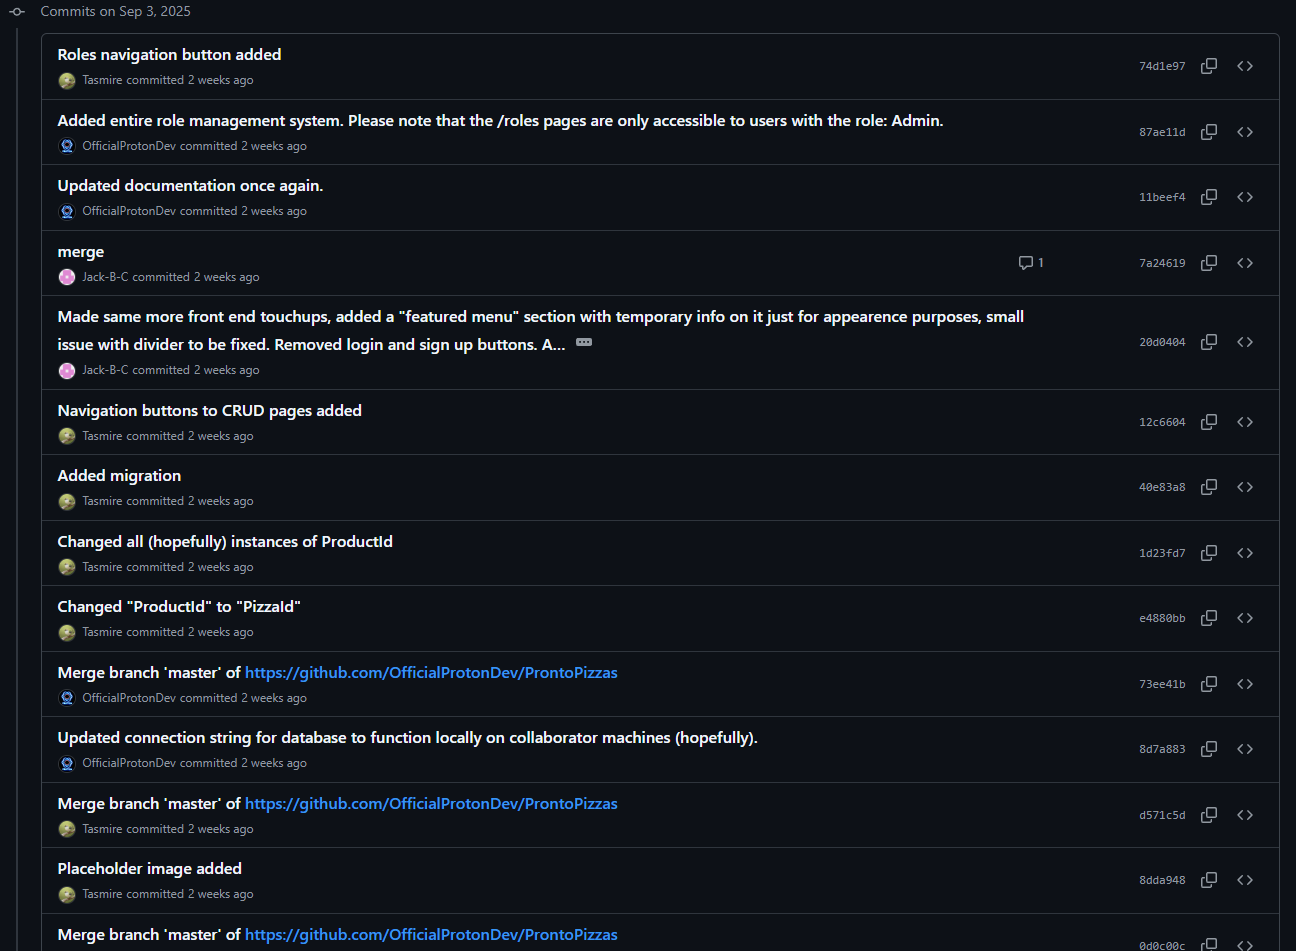 Commits on Sep 3, 2025
Roles navigation button added
Tasmire committed 2 weeks ago
74d1e97
Added entire role management system. Please note that the /roles pages are only accessible to users with the role: Admin.
OfficialProtonDev committed 2 weeks ago
87ae11d
Updated documentation once again.
OfficialProtonDev committed 2 weeks ago
11beef4
merge
Jack-B-C committed 2 weeks ago
1
7a24619
Made same more front end touchups, added a "featured menu" section with temporary info on it just for appearence purposes, small
issue with divider to be fixed. Removed login and sign up buttons. A...
Jack-B-C committed 2 weeks ago
20d0404
Navigation buttons to CRUD pages added
Tasmire committed 2 weeks ago
12c6604
Added migration
Tasmire committed 2 weeks ago
40e83a8
Changed all (hopefully) instances of ProductId
Tasmire committed 2 weeks ago
1d23fd7
Changed "ProductId" to "PizzaId"
Tasmire committed 2 weeks ago
e4880bb
Merge branch 'master' of https://github.com/OfficialProtonDev/ProntoPizzas
OfficialProtonDev committed 2 weeks ago
73ee41b
Updated connection string for database to function locally on collaborator machines (hopefully).
OfficialProtonDev committed 2 weeks ago
8d7a883
Merge branch 'master' of https://github.com/OfficialProtonDev/ProntoPizzas
Tasmire committed 2 weeks ago
d571c5d
Placeholder image added
Tasmire committed 2 weeks ago
8dda948
Merge branch 'master' of https://github.com/OfficialProtonDev/ProntoPizzas
0d0c00c